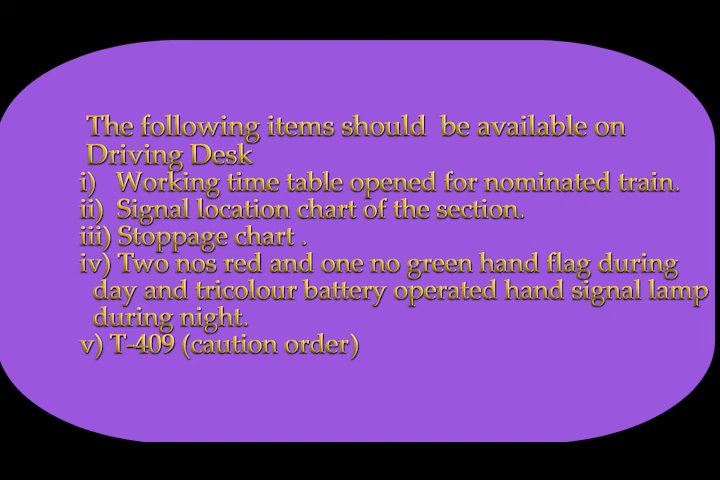 The following items should be available on
Driving Desk
i) Working time table opened for nominated train.
ii) Signal location chart of the section.
iii) Stoppage chart .
iv) Two nos red and one no green hand flag during
day and tricolour battery operated hand signal lamp
during night.
v) T-409 (caution order)